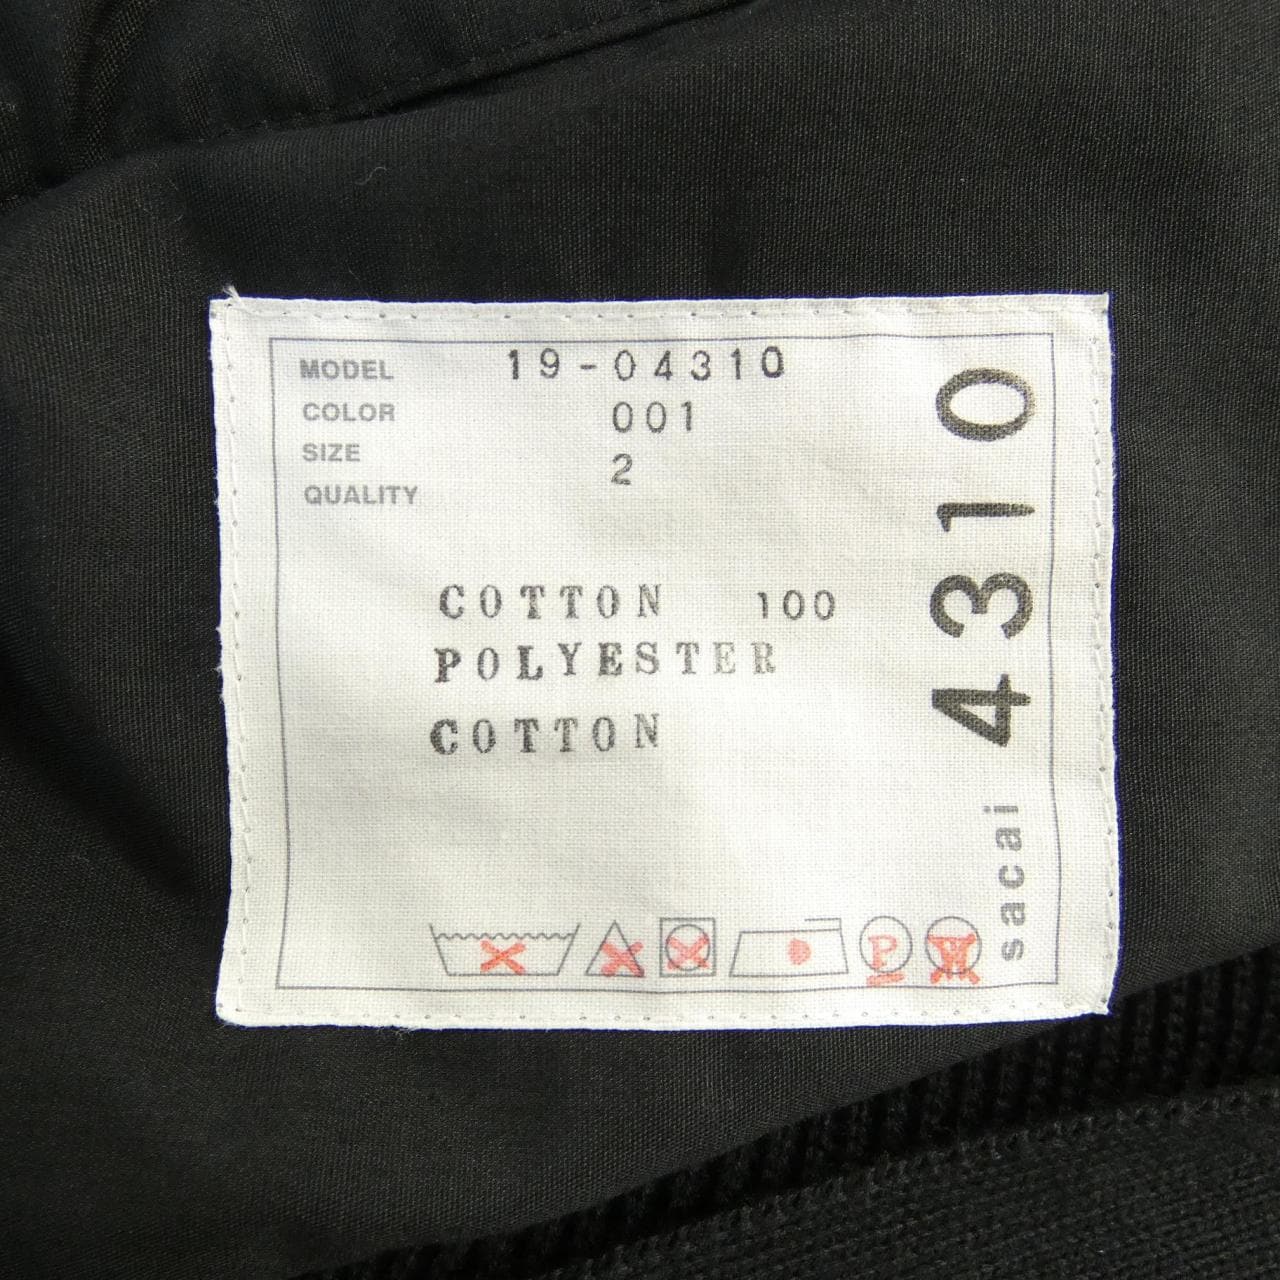 MODEL 19-04310
COLOR 001
SIZE 2
QUALITY
COTTON 100
POLYESTER
COTTON
P
W
sacai 4310